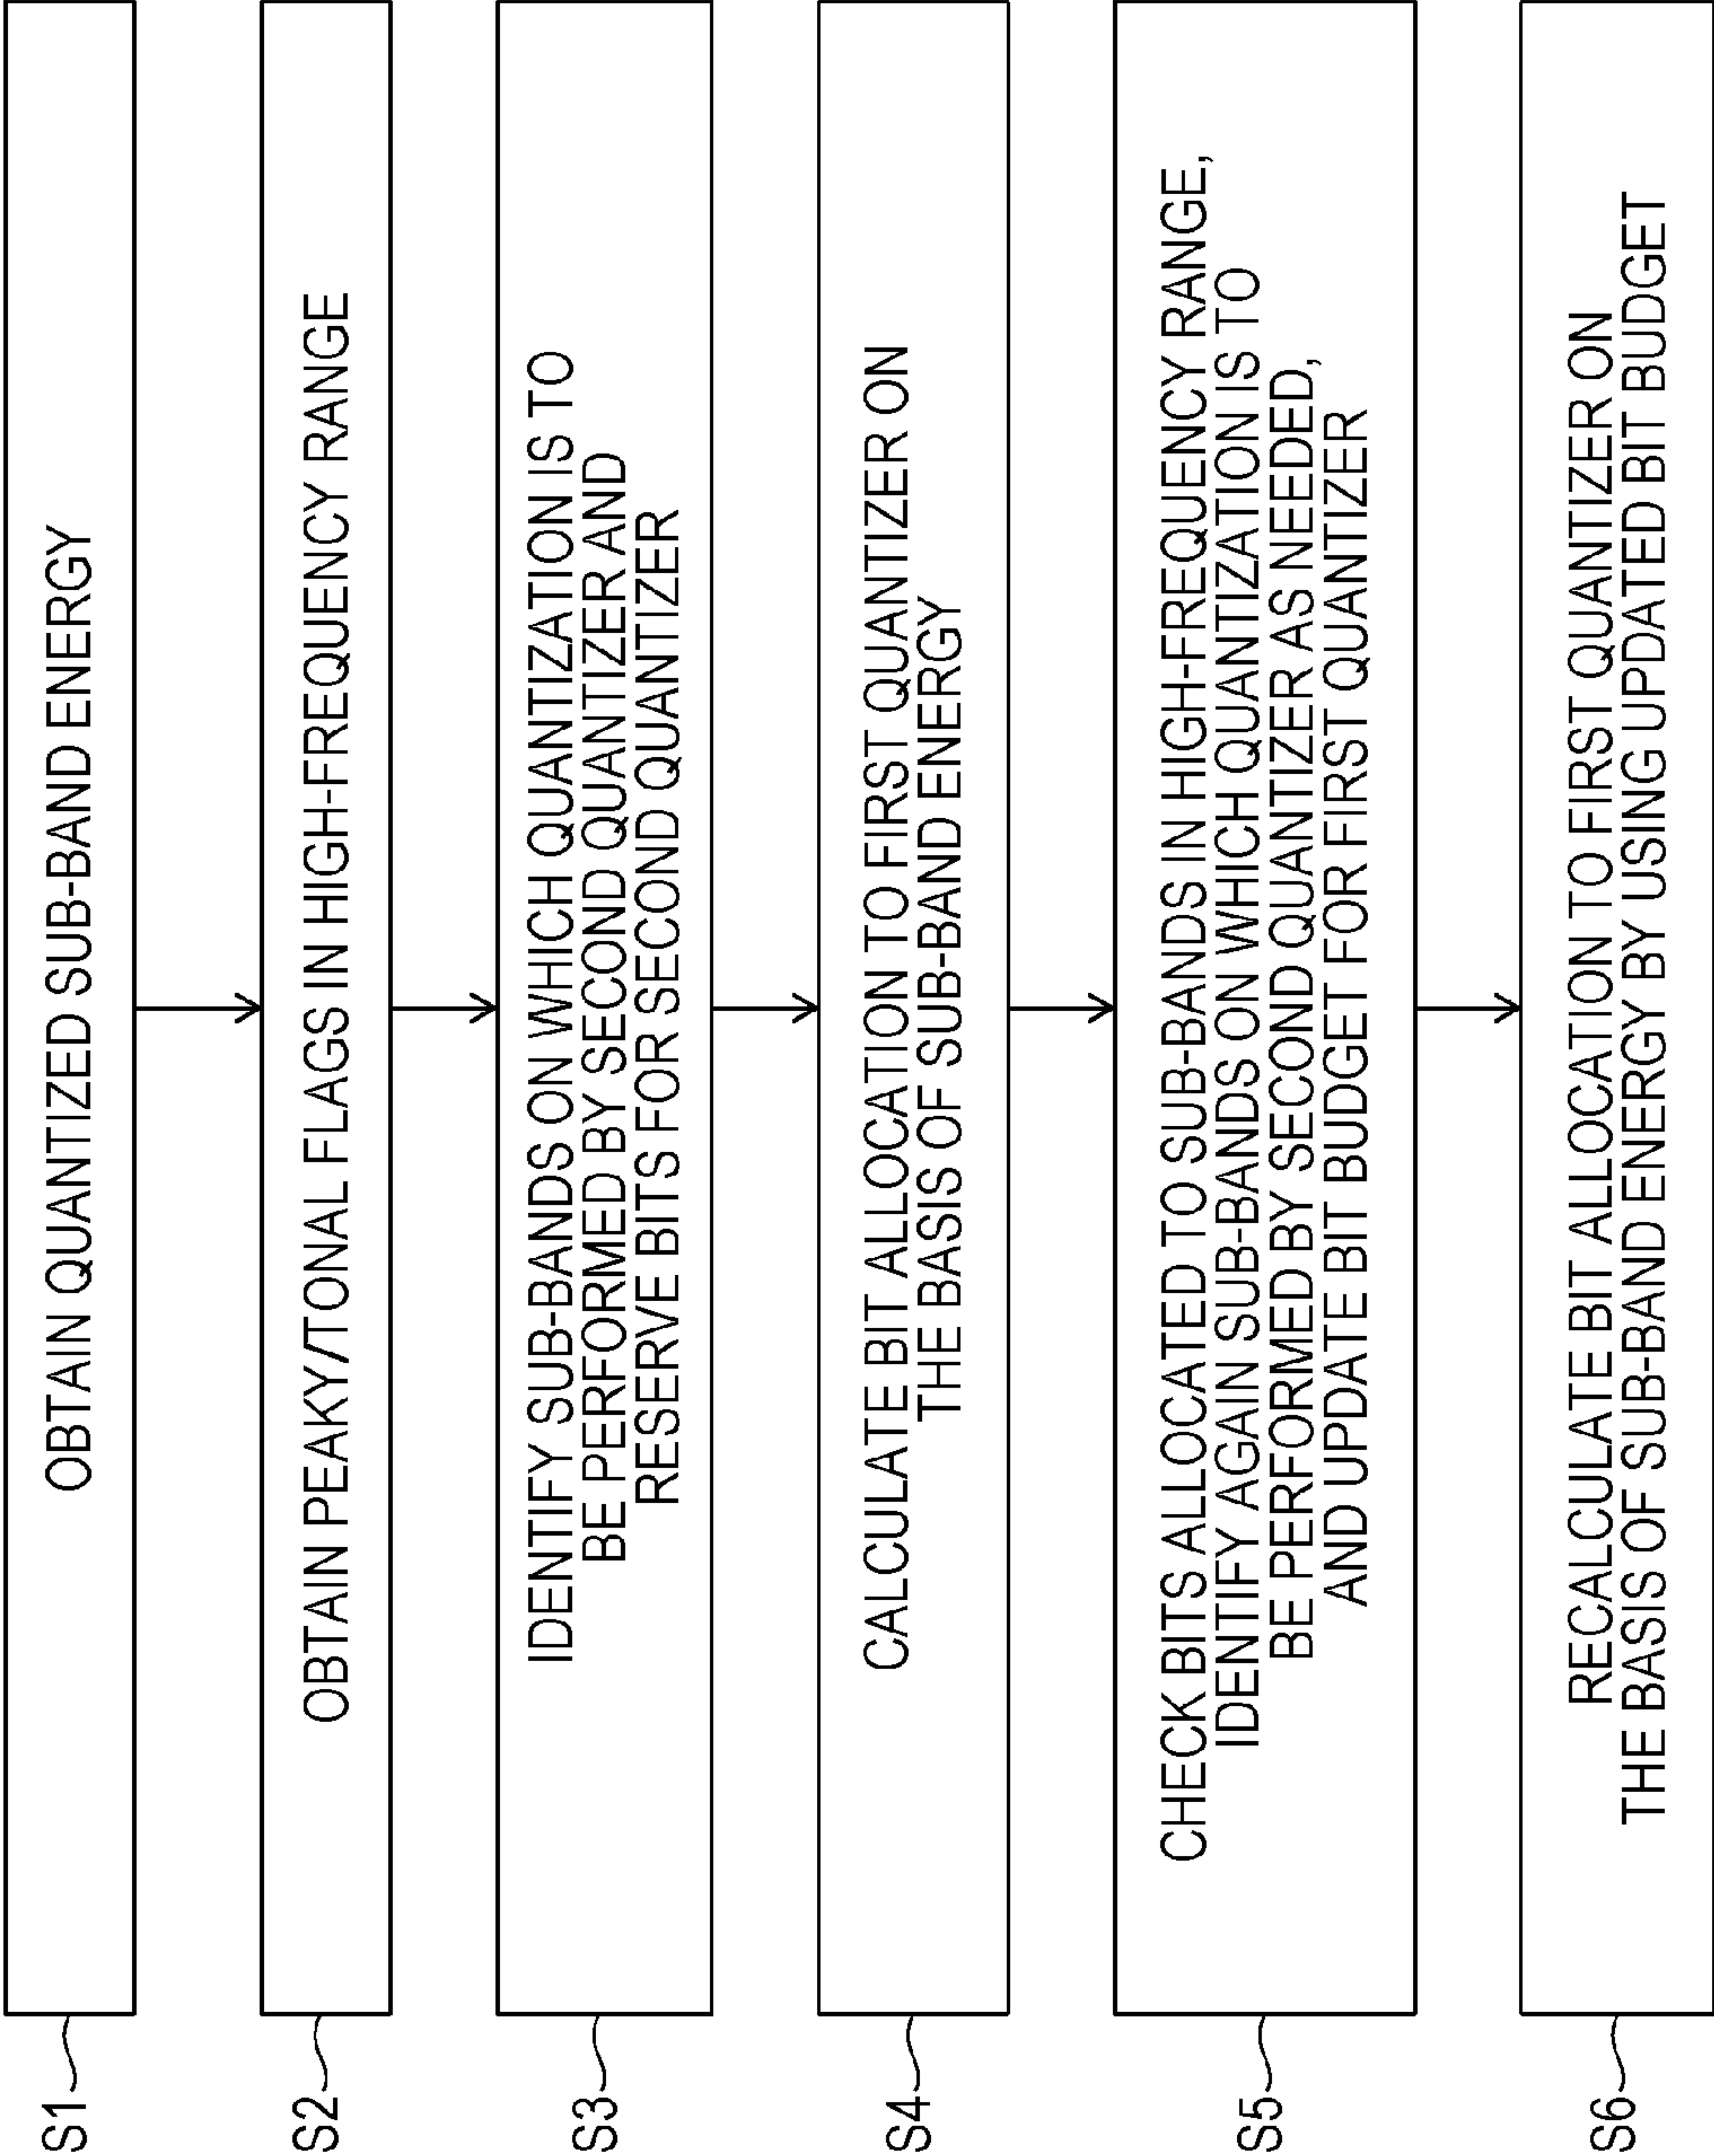 S1
OBTAIN QUANTIZED SUB-BAND ENERGY
S2
OBTAIN PEAKY/TONAL FLAGS IN HIGH-FREQUENCY RANGE
S3
IDENTIFY SUB-BANDS ON WHICH QUANTIZATION IS TO
BE PERFORMED BY SECOND QUANTIZER AND
RESERVE BITS FOR SECOND QUANTIZER
S4
CALCULATE BIT ALLOCATION TO FIRST QUANTIZER ON
THE BASIS OF SUB-BAND ENERGY
S5
CHECK BITS ALLOCATED TO SUB-BANDS IN HIGH-FREQUENCY RANGE,
IDENTIFY AGAIN SUB-BANDS ON WHICH QUANTIZATION IS TO
BE PERFORMED BY SECOND QUANTIZER AS NEEDED,
AND UPDATE BIT BUDGET FOR FIRST QUANTIZER
S6
RECALCULATE BIT ALLOCATION TO FIRST QUANTIZER ON
THE BASIS OF SUB-BAND ENERGY BY USING UPDATED BIT BUDGET